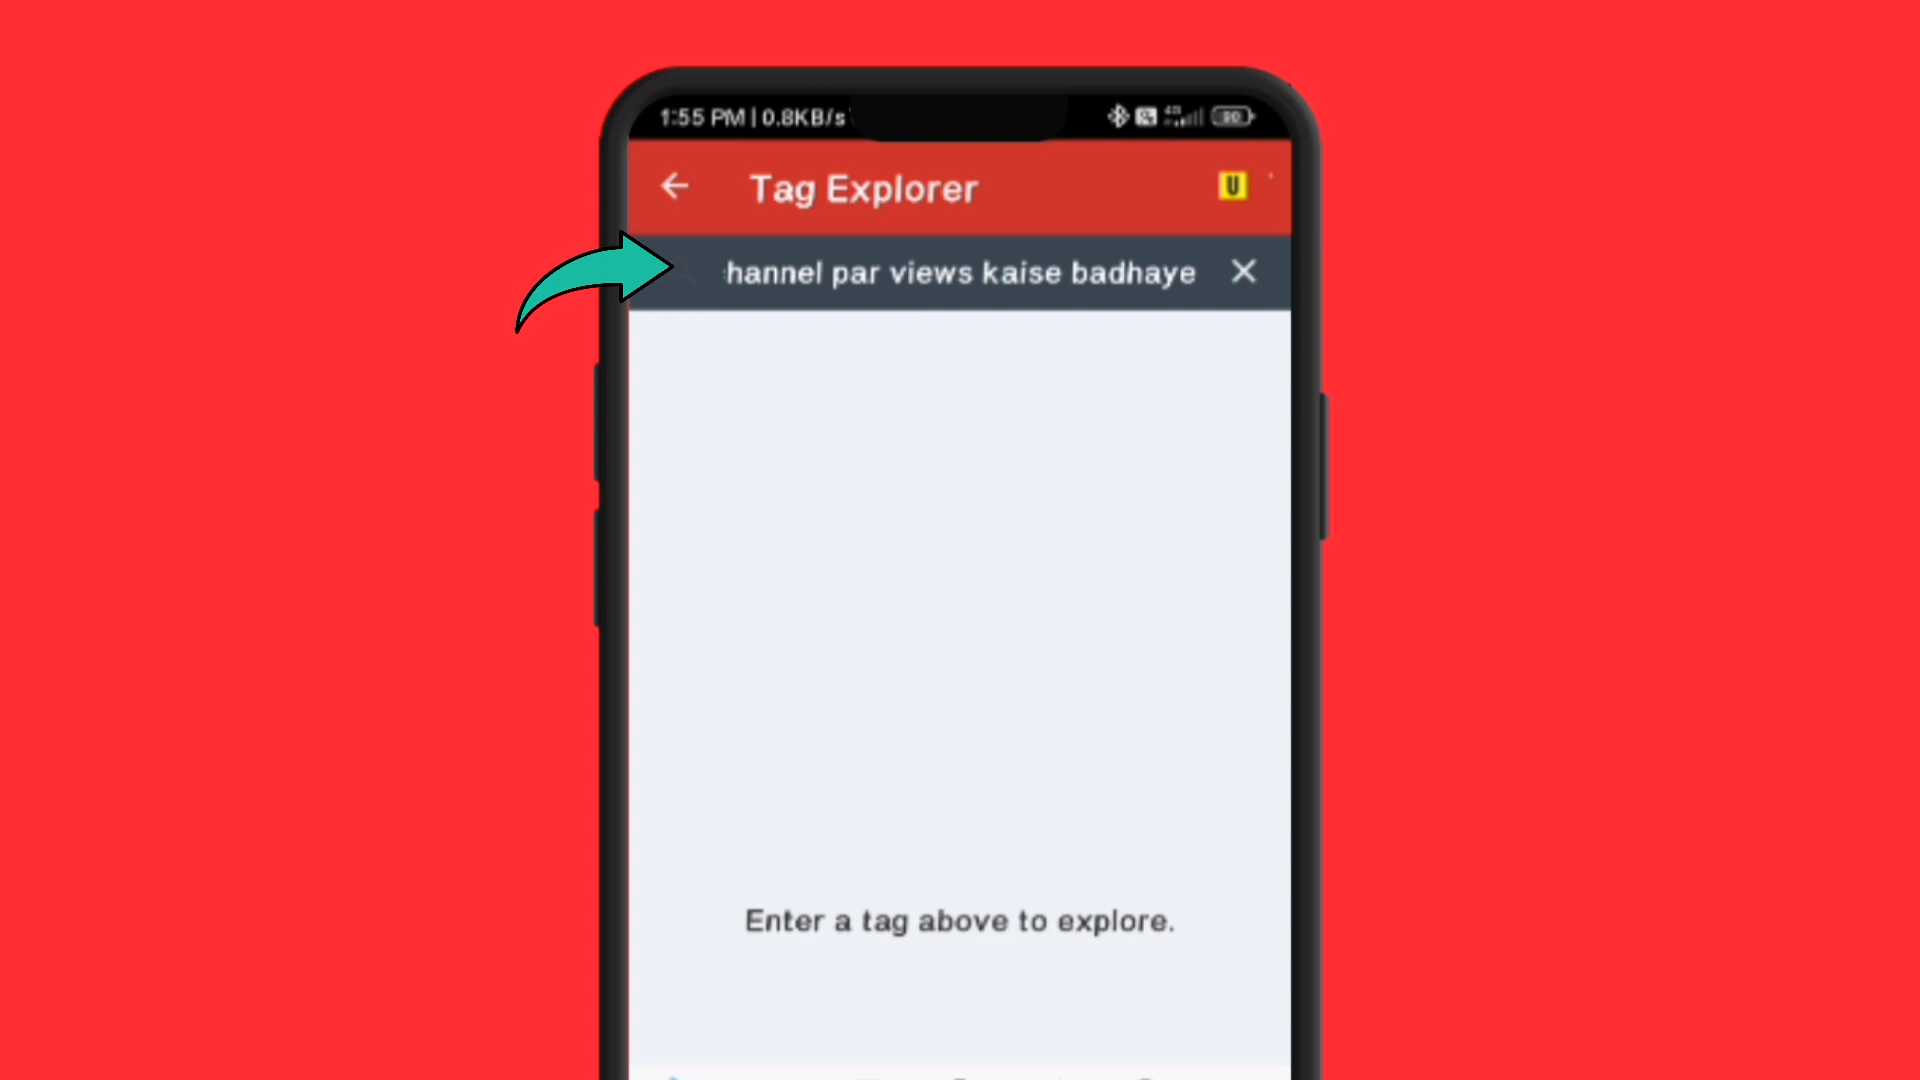 1:55 PM | 0.8KB/s
Tag Explorer
U
hannel par views kaise badhaye
Enter a tag above to explore.